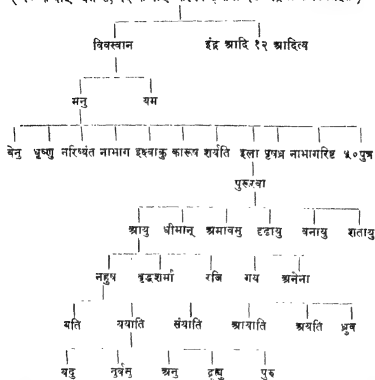 विवस्वान इंद्र आदि १२ आदित्य
मनु यम
बेनु धृष्णु नरिष्यंत नाभाग इक्ष्वाकु कारूष शर्यति इला पृषध्र नाभागरिष्ट ५० पुत्र
पुरूरवा
आयु धीमान् अमावसु दृढायु वनायु शतायु
नहुष वृद्धशर्मा रजि गय अनेना
यति ययाति संयाति आयाति अयति ध्रुव
यदु तुर्वसु अनु द्रुह्यु पुरु